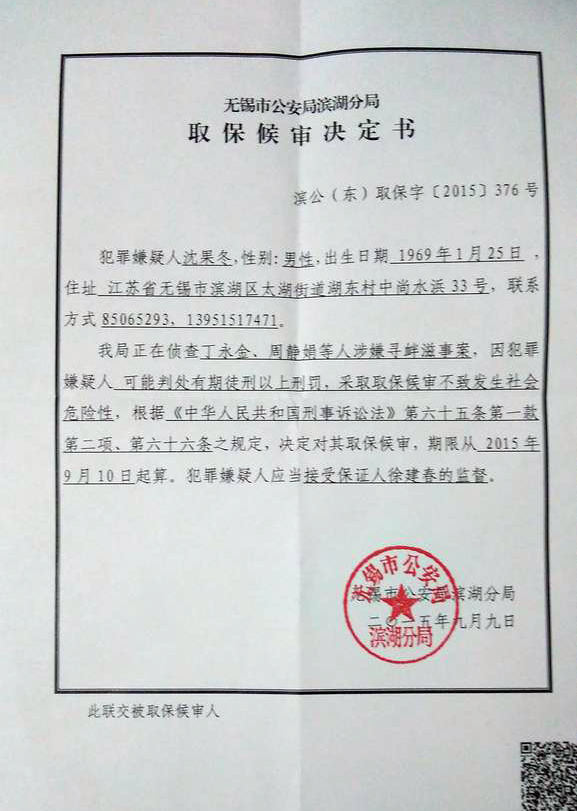 无锡市公安局滨湖分局
取保候审决定书
滨公（东）取保字〔2015〕376号
犯罪嫌疑人沈果冬，性别：男性，出生日期 1969年1月25日，
住址 江苏省无锡市滨湖区太湖街道湖东村中尚水浜33号，联系
方式85065293，13951517471。
我局正在侦查丁永金、周静娟等人涉嫌寻衅滋事案，因犯罪
嫌疑人 可能判处有期徒刑以上刑罚，采取取保候审不致发生社会
危险性，根据《中华人民共和国刑事诉讼法》第六十五条第一款
第二项、第六十六条之规定，决定对其取保候审，期限从 2015年
9月10日起算。犯罪嫌疑人应当接受保证人徐建春的监督。
无锡市公安局滨湖分局
二〇一五年九月九日
无锡市公安局
滨湖分局
此联交被取保候审人